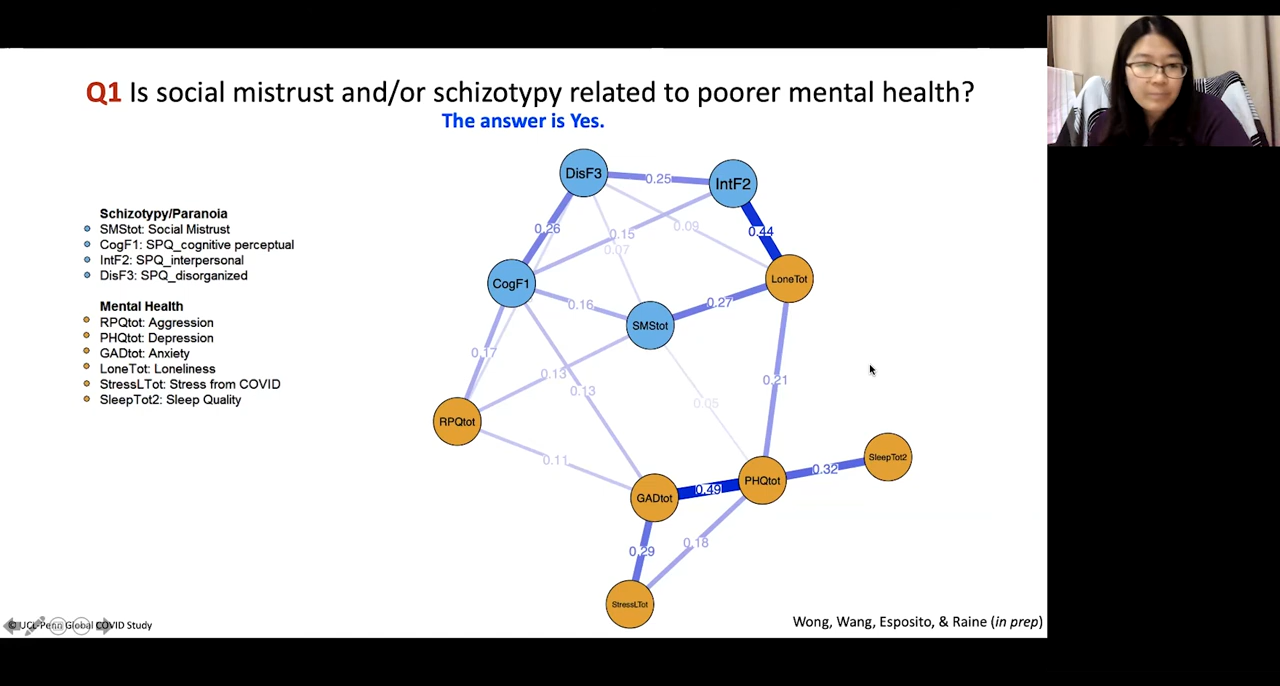 Q1 Is social mistrust and/or schizotypy related to poorer mental health?
The answer is Yes.
Schizotypy/Paranoia
SMStot: Social Mistrust
CogF1: SPQ_cognitive perceptual
IntF2: SPQ_interpersonal
DisF3: SPQ_disorganized
Mental Health
RPQtot: Aggression
PHQtot: Depression
GADtot: Anxiety
LoneTot: Loneliness
StressLTot: Stress from COVID
SleepTot2: Sleep Quality
DisF3
0.25
IntF2
0.26
0.15
0.09
0.44
0.07
CogF1
LoneTot
0.16
0.27
SMStot
0.17
0.13
0.13
0.21
0.05
RPQtot
0.11
SleepTot2
0.32
PHQtot
0.49
GADtot
0.29
0.18
StressLTot
© UCL-Penn Global COVID Study
Wong, Wang, Esposito, & Raine (in prep)